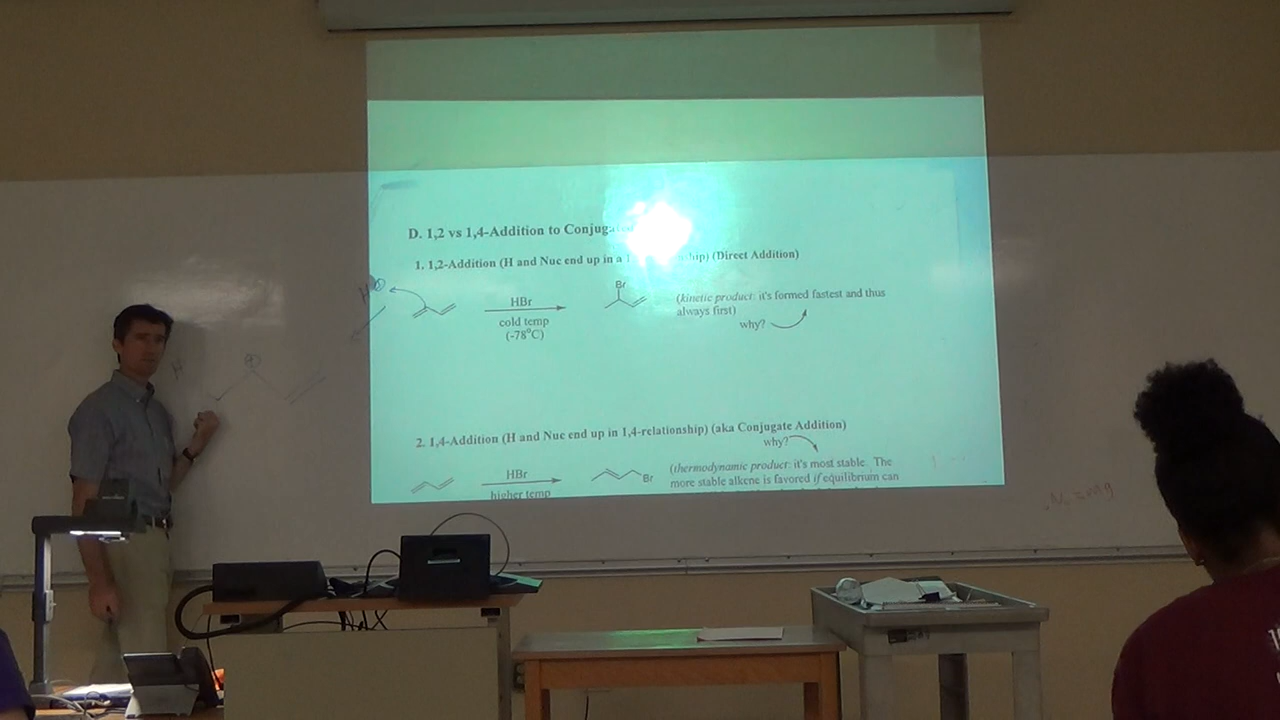 D. 1,2 vs 1,4-Addition to
1. 1,2-Addition (H and Nuc end up in a (Direct Addition)
Br
HBr
cold temp
(-78°C)
(kinetic product: it's formed fastest and thus
always first)
why?
2. 1,4-Addition (H and Nuc end up in 1,4-relationship) (aka Conjugate Addition)
why?
HBr
higher temp
Br
(thermodynamic product: it's most stable. The
more stable alkene is favored if equilibrium can